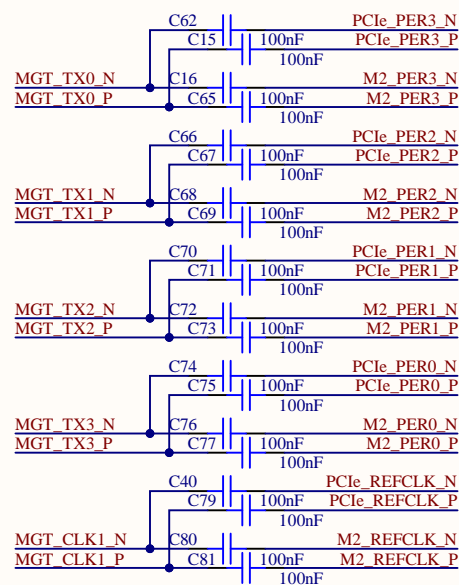 C62 PCIe_PER3_N
C15 100nF PCIe_PER3_P
100nF
MGT_TX0_N C16 M2_PER3_N
MGT_TX0_P C65 100nF M2_PER3_P
100nF
C66 PCIe_PER2_N
C67 100nF PCIe_PER2_P
100nF
MGT_TX1_N C68 M2_PER2_N
MGT_TX1_P C69 100nF M2_PER2_P
100nF
C70 PCIe_PER1_N
C71 100nF PCIe_PER1_P
100nF
MGT_TX2_N C72 M2_PER1_N
MGT_TX2_P C73 100nF M2_PER1_P
100nF
C74 PCIe_PER0_N
C75 100nF PCIe_PER0_P
100nF
MGT_TX3_N C76 M2_PER0_N
MGT_TX3_P C77 100nF M2_PER0_P
100nF
C40 PCIe_REFCLK_N
C79 100nF PCIe_REFCLK_P
100nF
MGT_CLK1_N C80 M2_REFCLK_N
MGT_CLK1_P C81 100nF M2_REFCLK_P
100nF